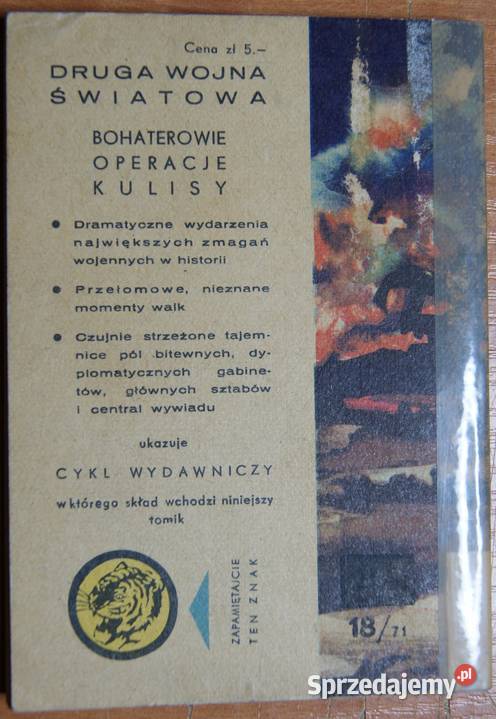 Cena zł 5.–
DRUGA WOJNA
ŚWIATOWA
BOHATEROWIE
OPERACJE
KULISY
● Dramatyczne wydarzenia
największych zmagań
wojennych w historii
● Przełomowe, nieznane
momenty walk
● Czujnie strzeżone tajem-
nice pól bitewnych, dy-
plomatycznych gabine-
tów, głównych sztabów
i central wywiadu
ukazuje
CYKL WYDAWNICZY
w którego skład wchodzi niniejszy
tomik
ZAPAMIĘTAJCIE
TEN ZNAK
18/71
Sprzedajemy.pl